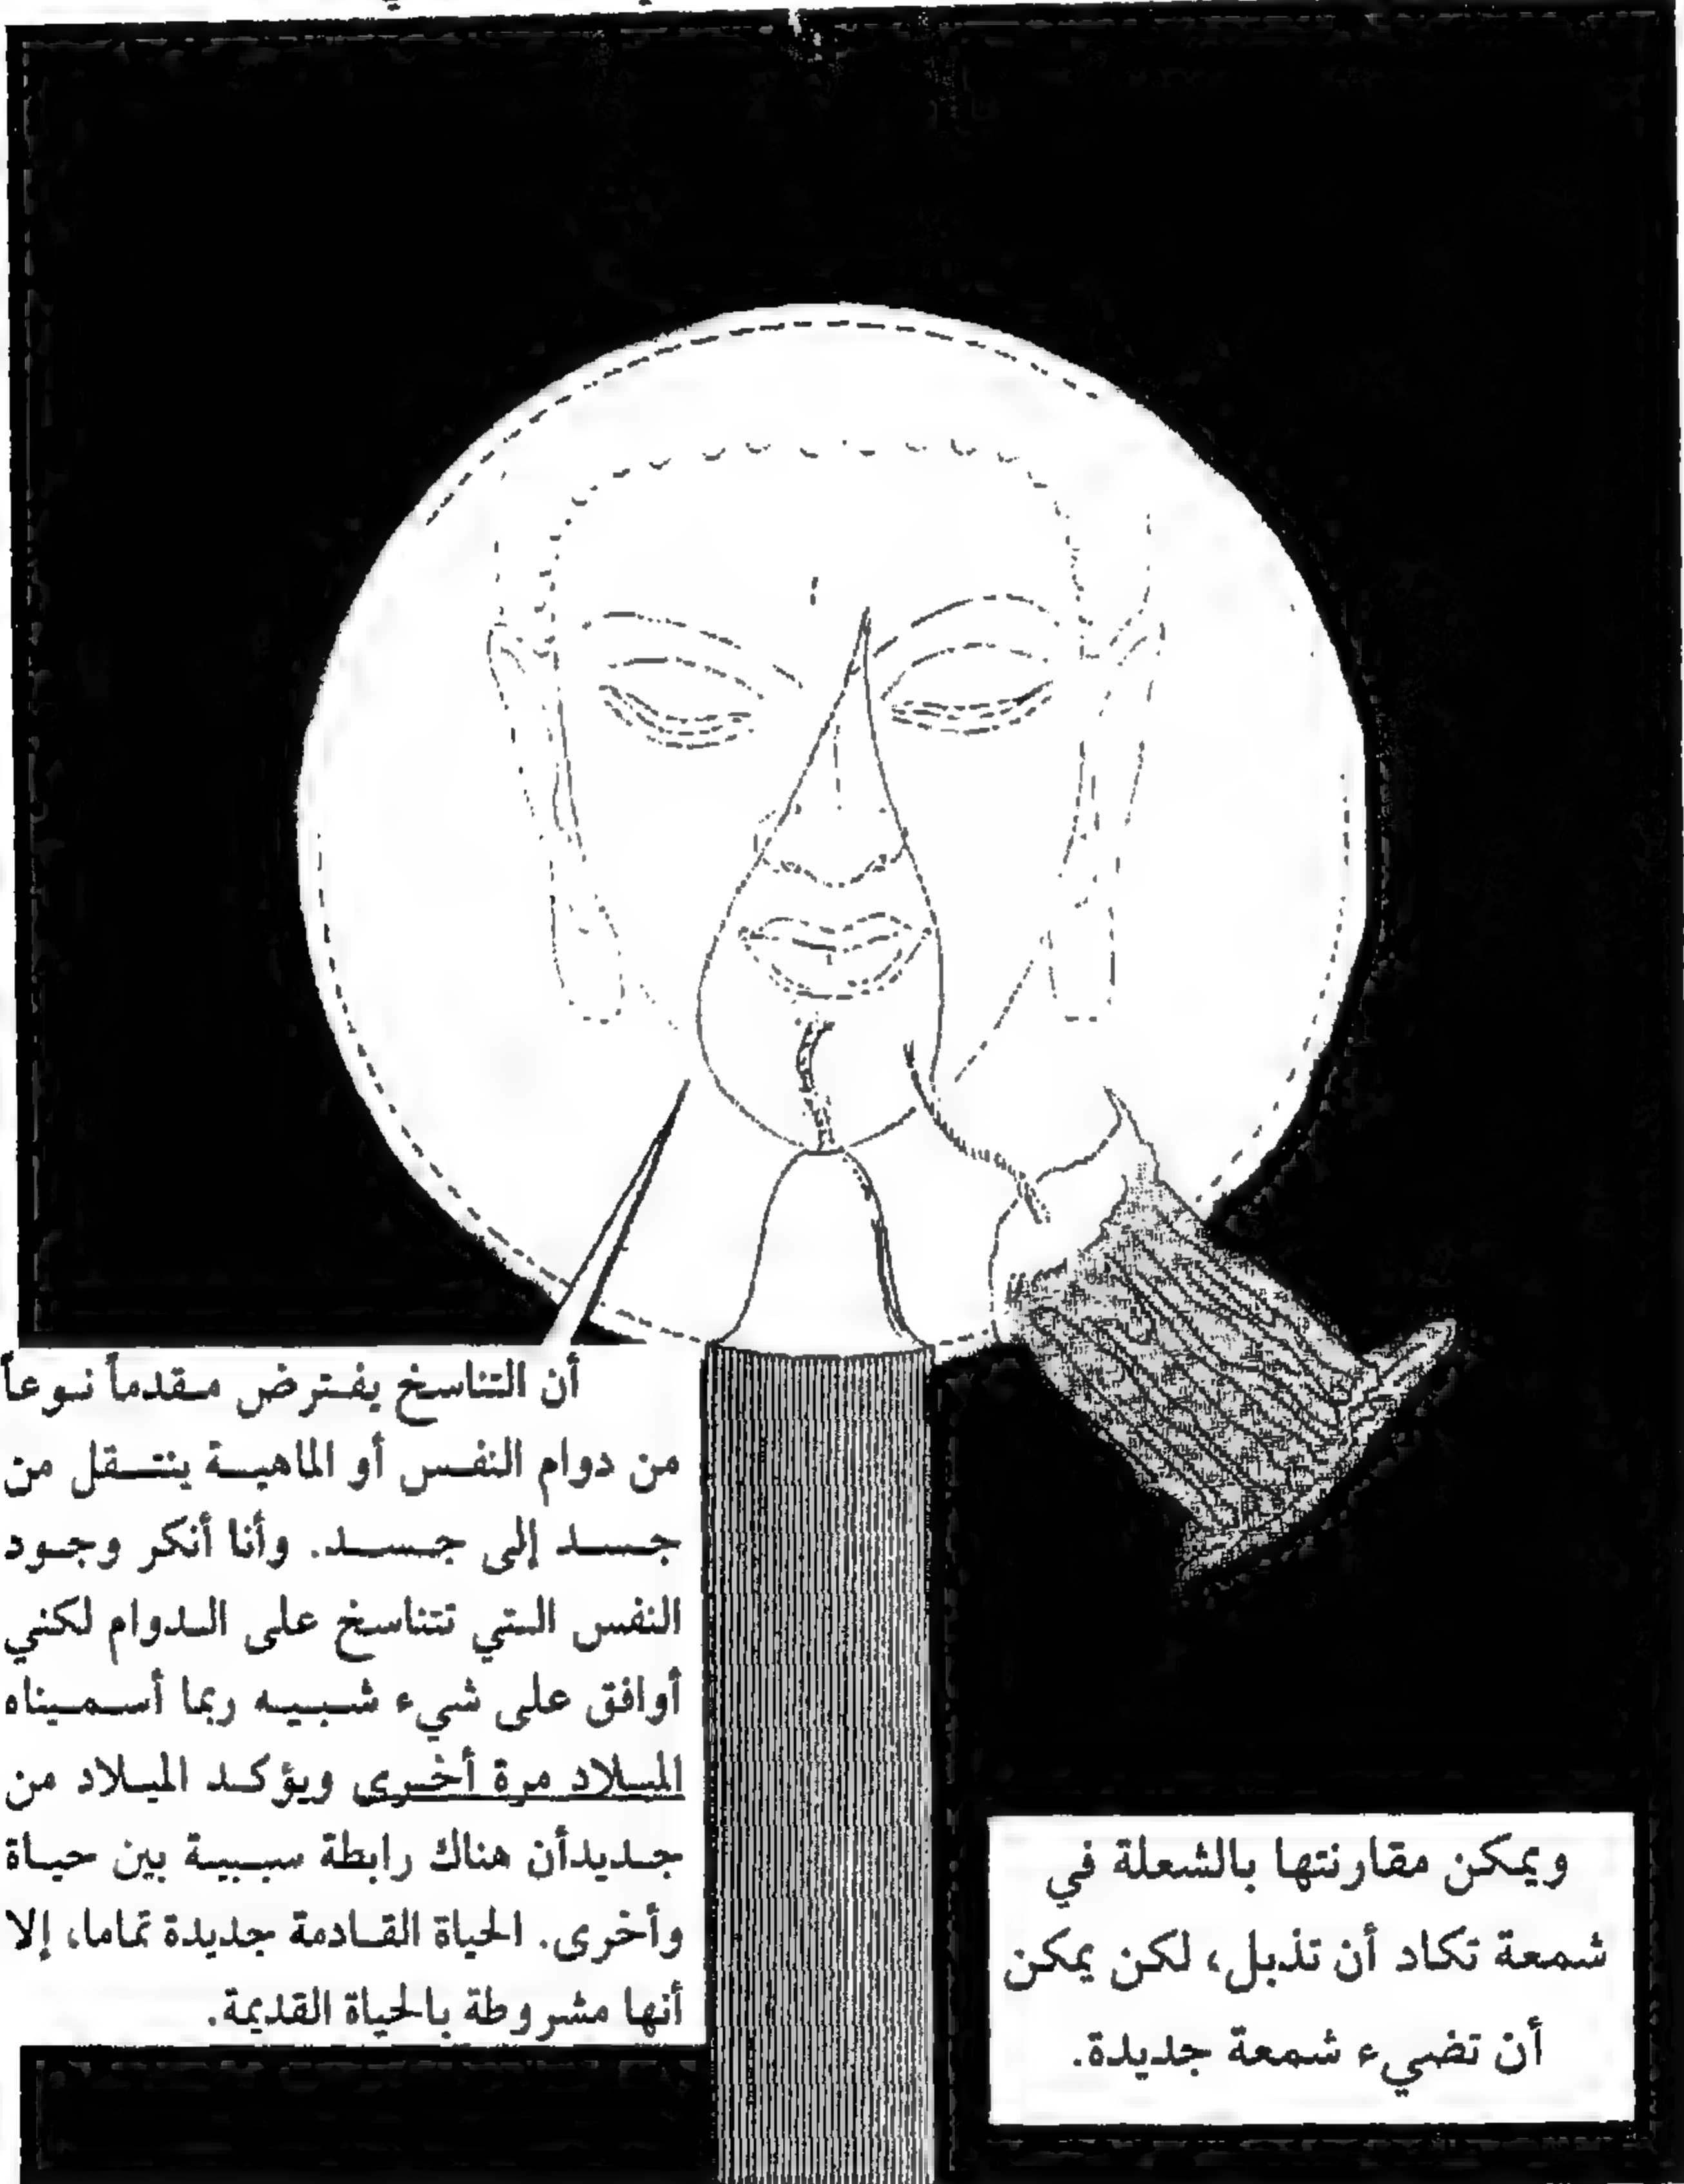 أن التناسخ يفترض مقدماً نوعاً
من دوام النفس أو الماهية ينتقل من
جسد إلى جسد. وأنا أنكر وجود
النفس التي تتناسخ على الدوام لكني
أوافق على شيء شبيه ربما أسميناه
الميلاد مرة أخرى ويؤكد الميلاد من
جديدأن هناك رابطة سببية بين حياة
وأخرى. الحياة القادمة جديدة تماما، إلا
أنها مشروطة بالحياة القديمة.
ويمكن مقارنتها بالشعلة في
شمعة تكاد أن تذبل، لكن يمكن
أن تضيء شمعة جديدة.